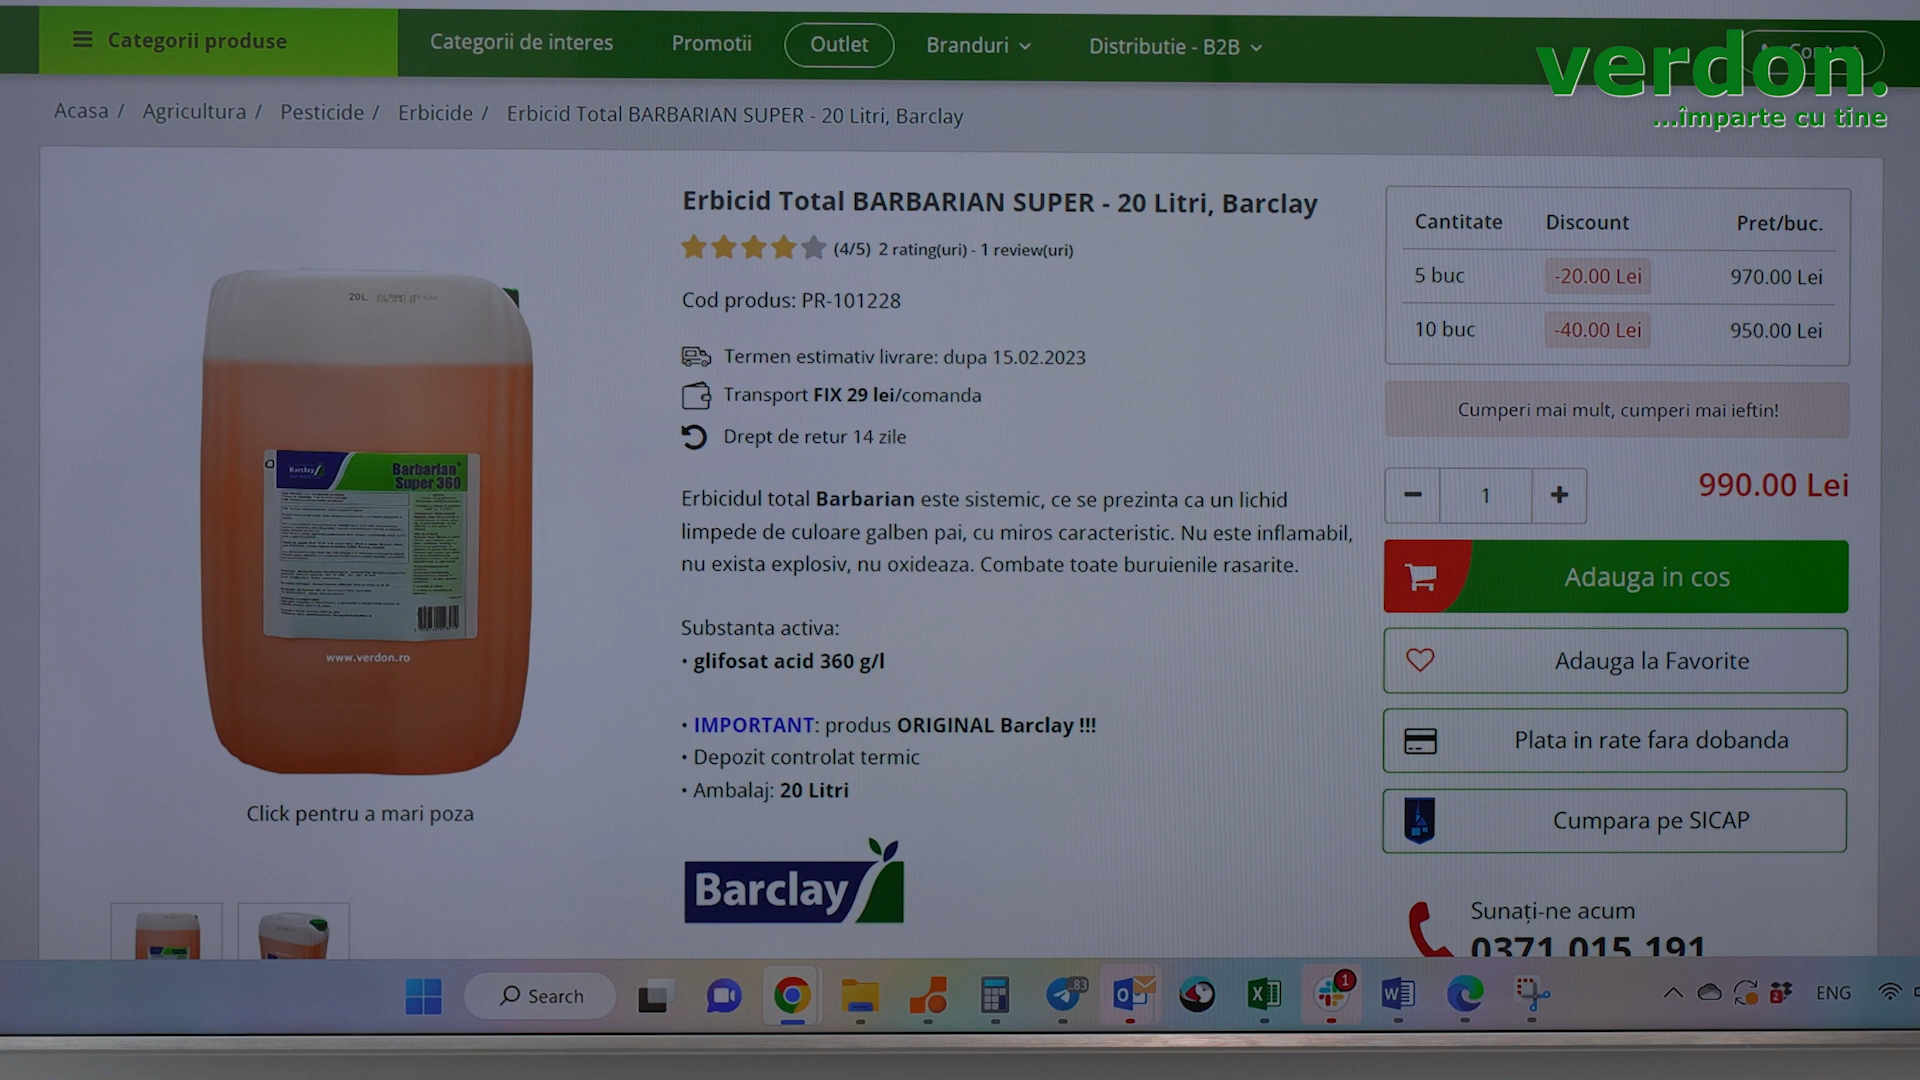 Categorii produse
Categorii de interes
Promotii
Outlet
Branduri
Distributie - B2B
verdon.
...împarte cu tine
Acasa / Agricultura / Pesticide / Erbicide / Erbicid Total BARBARIAN SUPER - 20 Litri, Barclay
Erbicid Total BARBARIAN SUPER - 20 Litri, Barclay
(4/5) 2 rating(uri) - 1 review(uri)
Cod produs: PR-101228
Termen estimativ livrare: dupa 15.02.2023
Transport FIX 29 lei/comanda
Drept de retur 14 zile
Erbicidul total Barbarian este sistemic, ce se prezinta ca un lichid
limpede de culoare galben pai, cu miros caracteristic. Nu este inflamabil,
nu exista explosiv, nu oxideaza. Combate toate buruienile rasarite.
Substanta activa:
• glifosat acid 360 g/l
• IMPORTANT: produs ORIGINAL Barclay !!!
• Depozit controlat termic
• Ambalaj: 20 Litri
Barclay
20L
Barclay
Barbarian
Super 360
www.verdon.ro
Click pentru a mari poza
Cantitate Discount Pret/buc.
5 buc -20.00 Lei 970.00 Lei
10 buc -40.00 Lei 950.00 Lei
Cumperi mai mult, cumperi mai ieftin!
1
990.00 Lei
Adauga in cos
Adauga la Favorite
Plata in rate fara dobanda
Cumpara pe SICAP
Sunați-ne acum
0371 015 191
Search
83
1
2
ENG